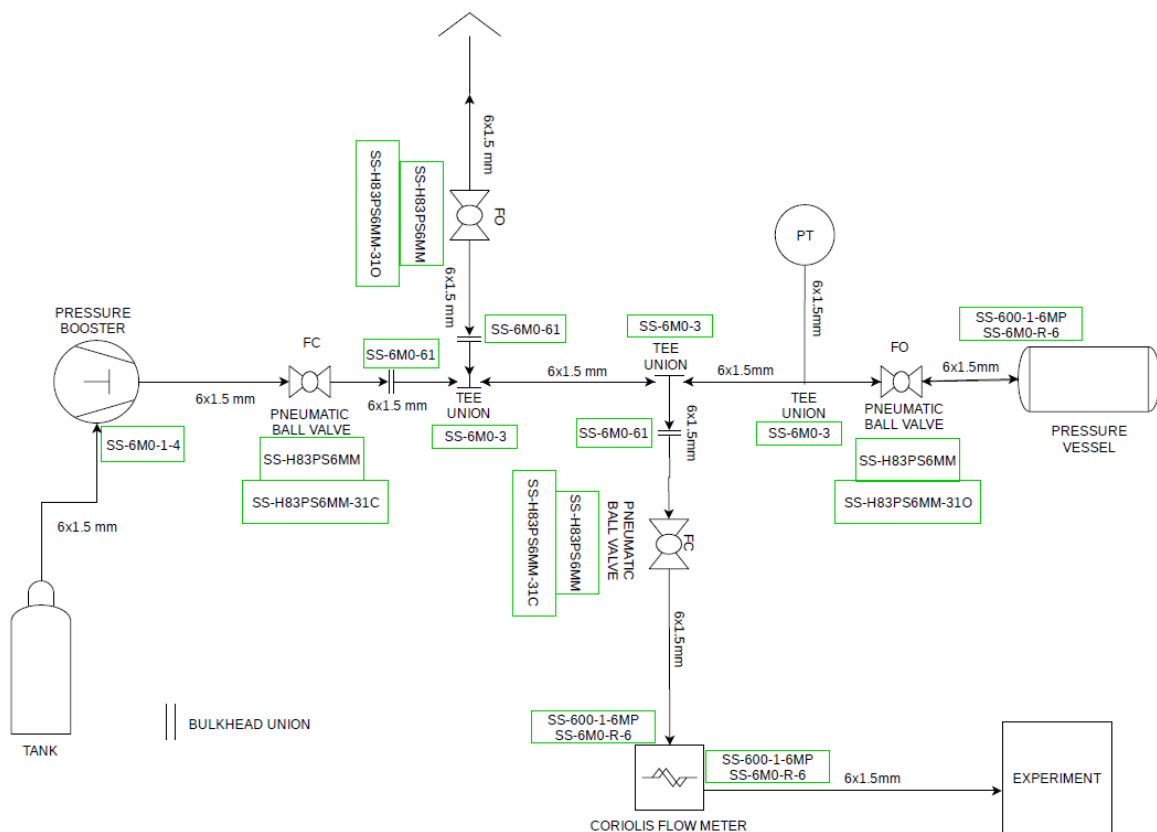 6x1.5 mm
SS-H83PS6MM-31O
SS-H83PS6MM
FO
6x1.5 mm
PT
6x1.5mm
PRESSURE
BOOSTER
FC
SS-6M0-61
SS-6M0-61
SS-6M0-3
TEE
UNION
SS-600-1-6MP
SS-6M0-R-6
FO
6x1.5 mm
6x1.5 mm
6x1.5 mm
6x1.5mm
6x1.5mm
PNEUMATIC
BALL VALVE
TEE
UNION
TEE
UNION
PNEUMATIC
BALL VALVE
PRESSURE
VESSEL
SS-6M0-1-4
SS-H83PS6MM
SS-H83PS6MM-31C
SS-6M0-3
SS-6M0-61
6x1.5mm
SS-6M0-3
SS-H83PS6MM
SS-H83PS6MM-31O
6x1.5 mm
SS-H83PS6MM-31C
SS-H83PS6MM
PNEUMATIC
BALL VALVE
FC
6x1.5mm
TANK
BULKHEAD UNION
SS-600-1-6MP
SS-6M0-R-6
SS-600-1-6MP
SS-6M0-R-6
6x1.5mm
EXPERIMENT
CORIOLIS FLOW METER